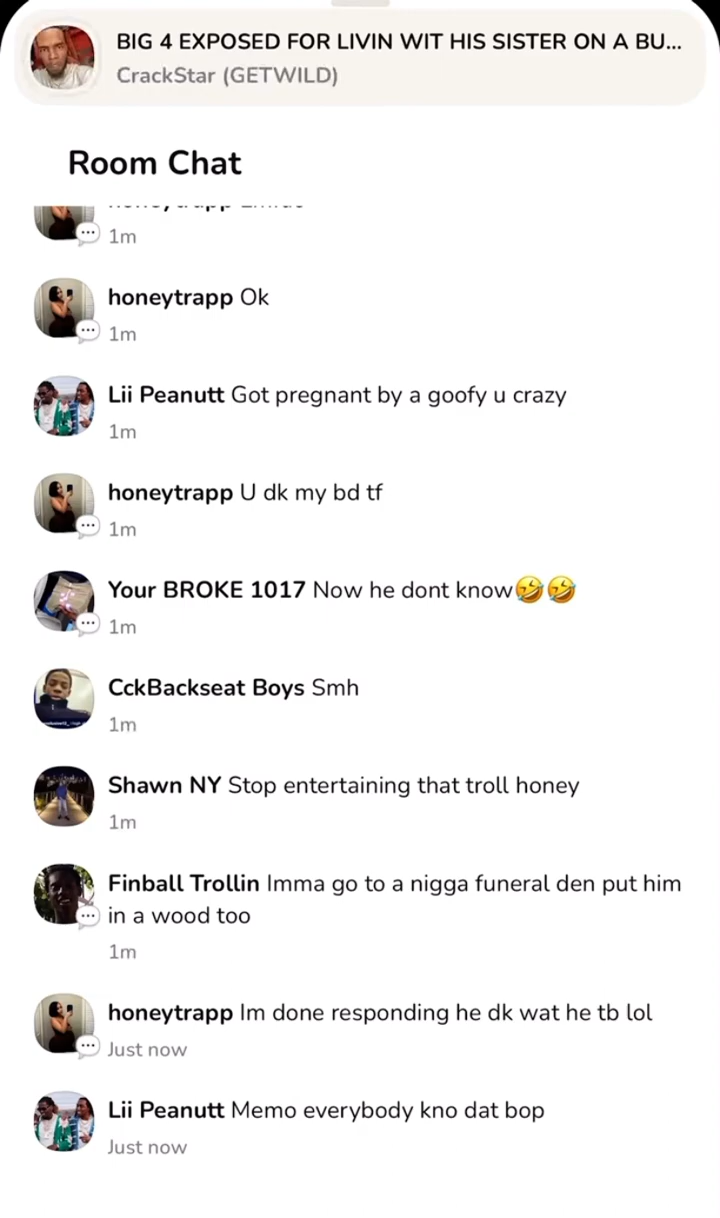 BIG 4 EXPOSED FOR LIVIN WIT HIS SISTER ON A BU...
CrackStar (GETWILD)
Room Chat
1m
honeytrapp Ok
1m
Lii Peanutt Got pregnant by a goofy u crazy
1m
honeytrapp U dk my bd tf
1m
Your BROKE 1017 Now he dont know🤣🤣
1m
CckBackseat Boys Smh
1m
Shawn NY Stop entertaining that troll honey
1m
Finball Trollin Imma go to a nigga funeral den put him
in a wood too
1m
honeytrapp Im done responding he dk wat he tb lol
Just now
Lii Peanutt Memo everybody kno dat bop
Just now